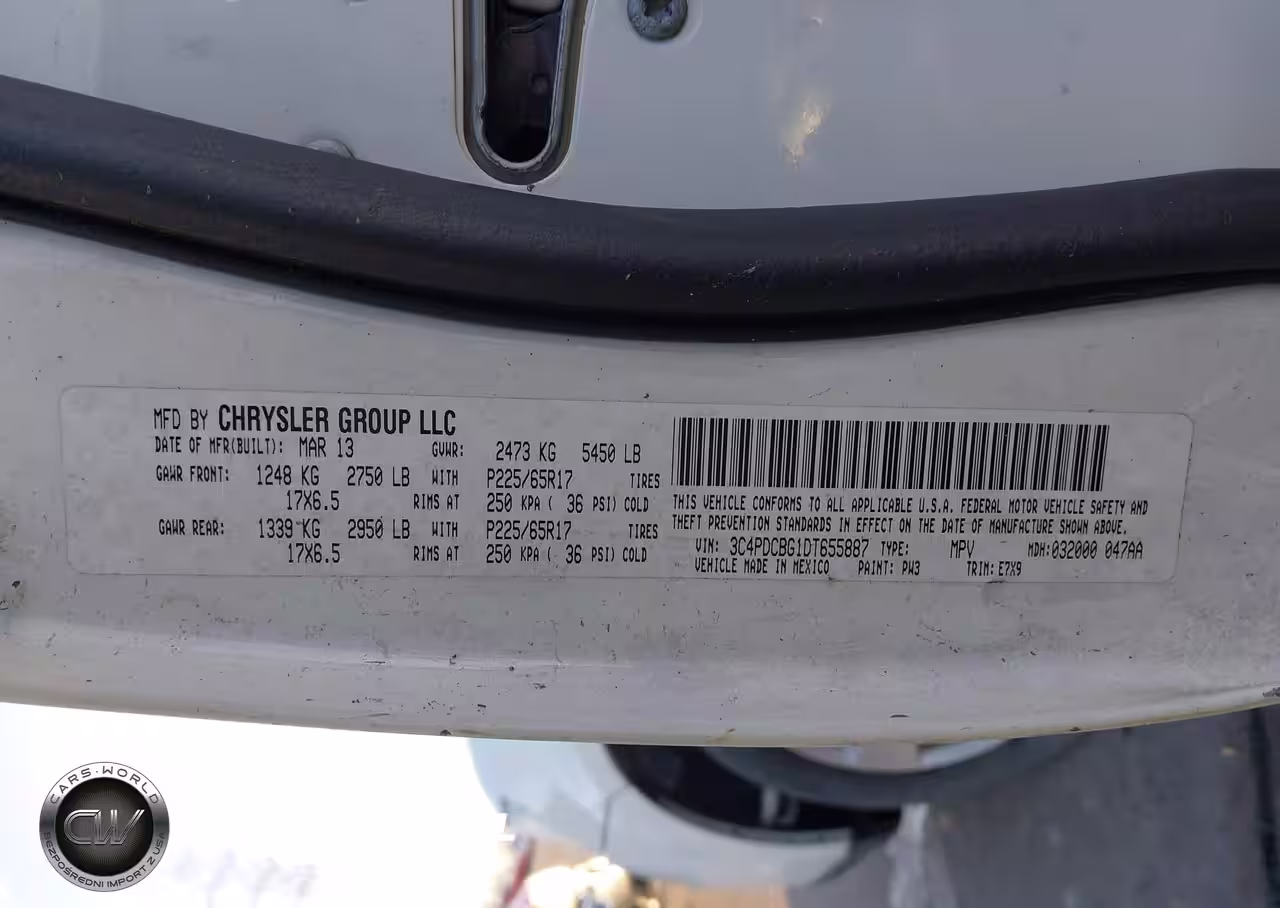 MFD BY CHRYSLER GROUP LLC
DATE OF MFR(BUILT): MAR 13 GVWR: 2473 KG 5450 LB
GAWR FRONT: 1248 KG 2750 LB WITH P225/65R17 TIRES
17X6.5 RIMS AT 250 KPA ( 36 PSI) COLD
GAWR REAR: 1339 KG 2950 LB WITH P225/65R17 TIRES
17X6.5 RIMS AT 250 KPA ( 36 PSI) COLD
THIS VEHICLE CONFORMS TO ALL APPLICABLE U.S.A. FEDERAL MOTOR VEHICLE SAFETY AND
THEFT PREVENTION STANDARDS IN EFFECT ON THE DATE OF MANUFACTURE SHOWN ABOVE.
VIN: 3C4PDCBG1DT655887 TYPE: MPV MDH:032000 047AA
VEHICLE MADE IN MEXICO PAINT: PW3 TRIM: E7X9
CARS·WORLD
CW
BEZPOŚREDNI IMPORT Z USA